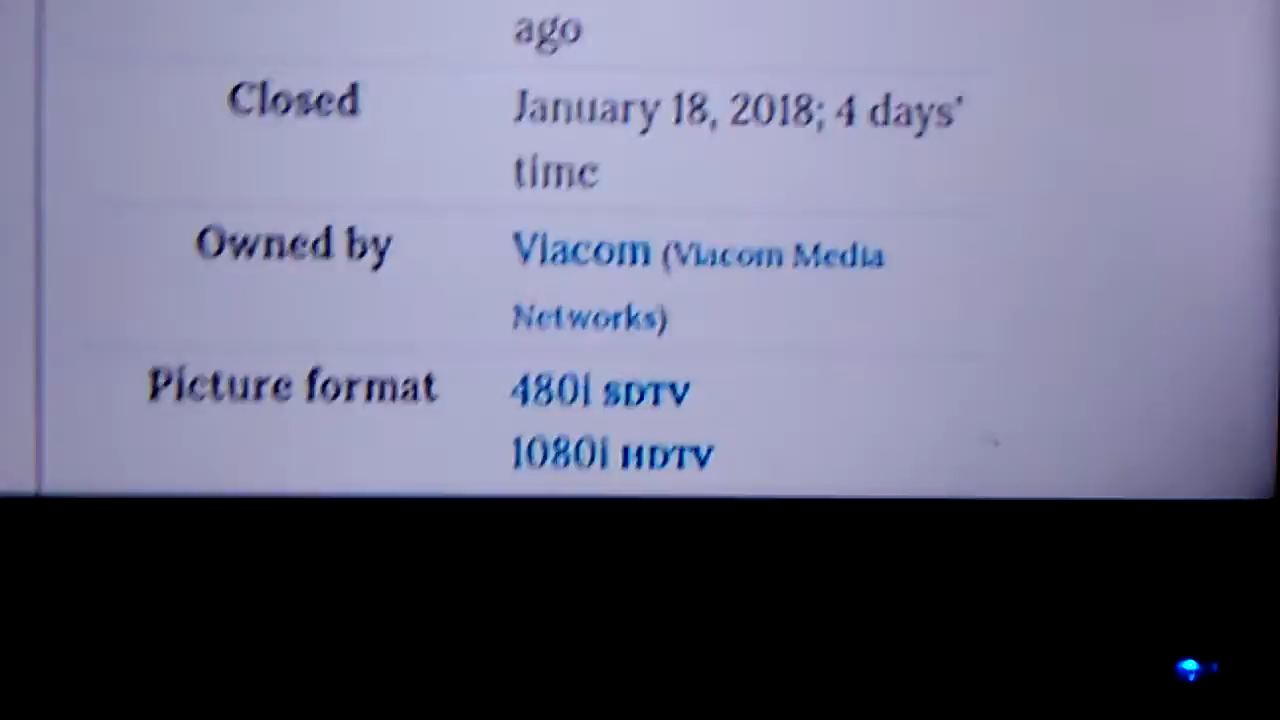 ago
Closed January 18, 2018; 4 days'
time
Owned by Viacom (Viacom Media
Networks)
Picture format 480i SDTV
1080i HDTV